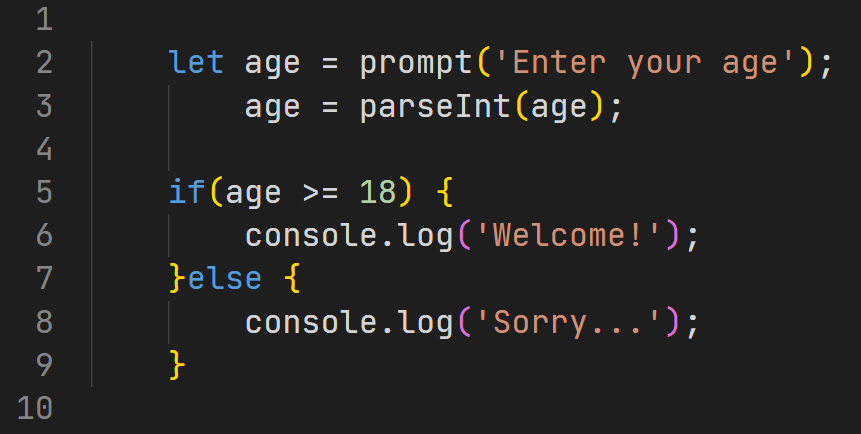 1
2 let age = prompt('Enter your age');
3 age = parseInt(age);
4
5 if(age >= 18) {
6 console.log('Welcome!');
7 }else {
8 console.log('Sorry...');
9 }
10